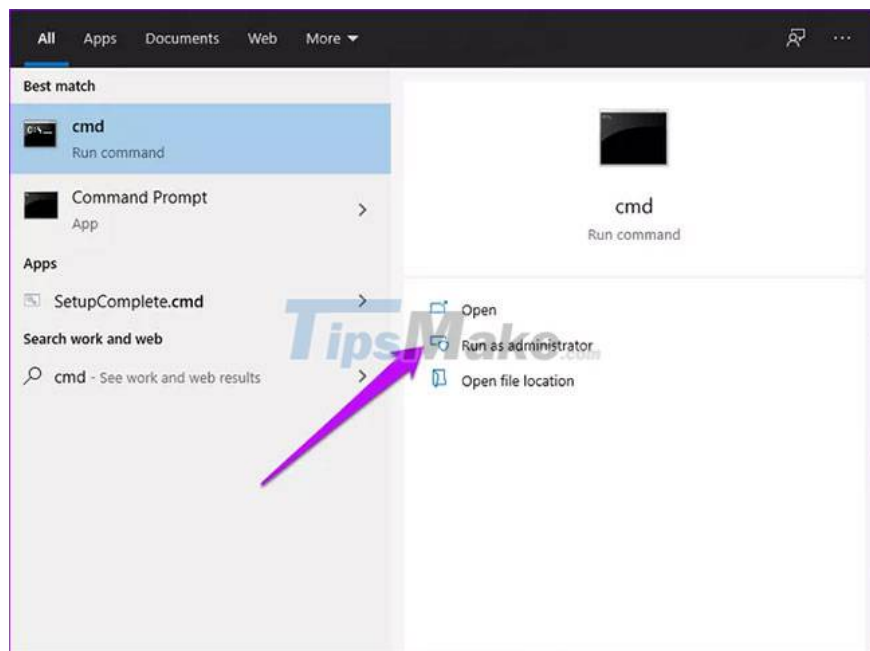 All Apps Documents Web More
Best match
cmd
Run command
Command Prompt
App
Apps
SetupComplete.cmd
Search work and web
cmd - See work and web results
cmd
Run command
Open
Run as administrator
Open file location
TipsMake.com